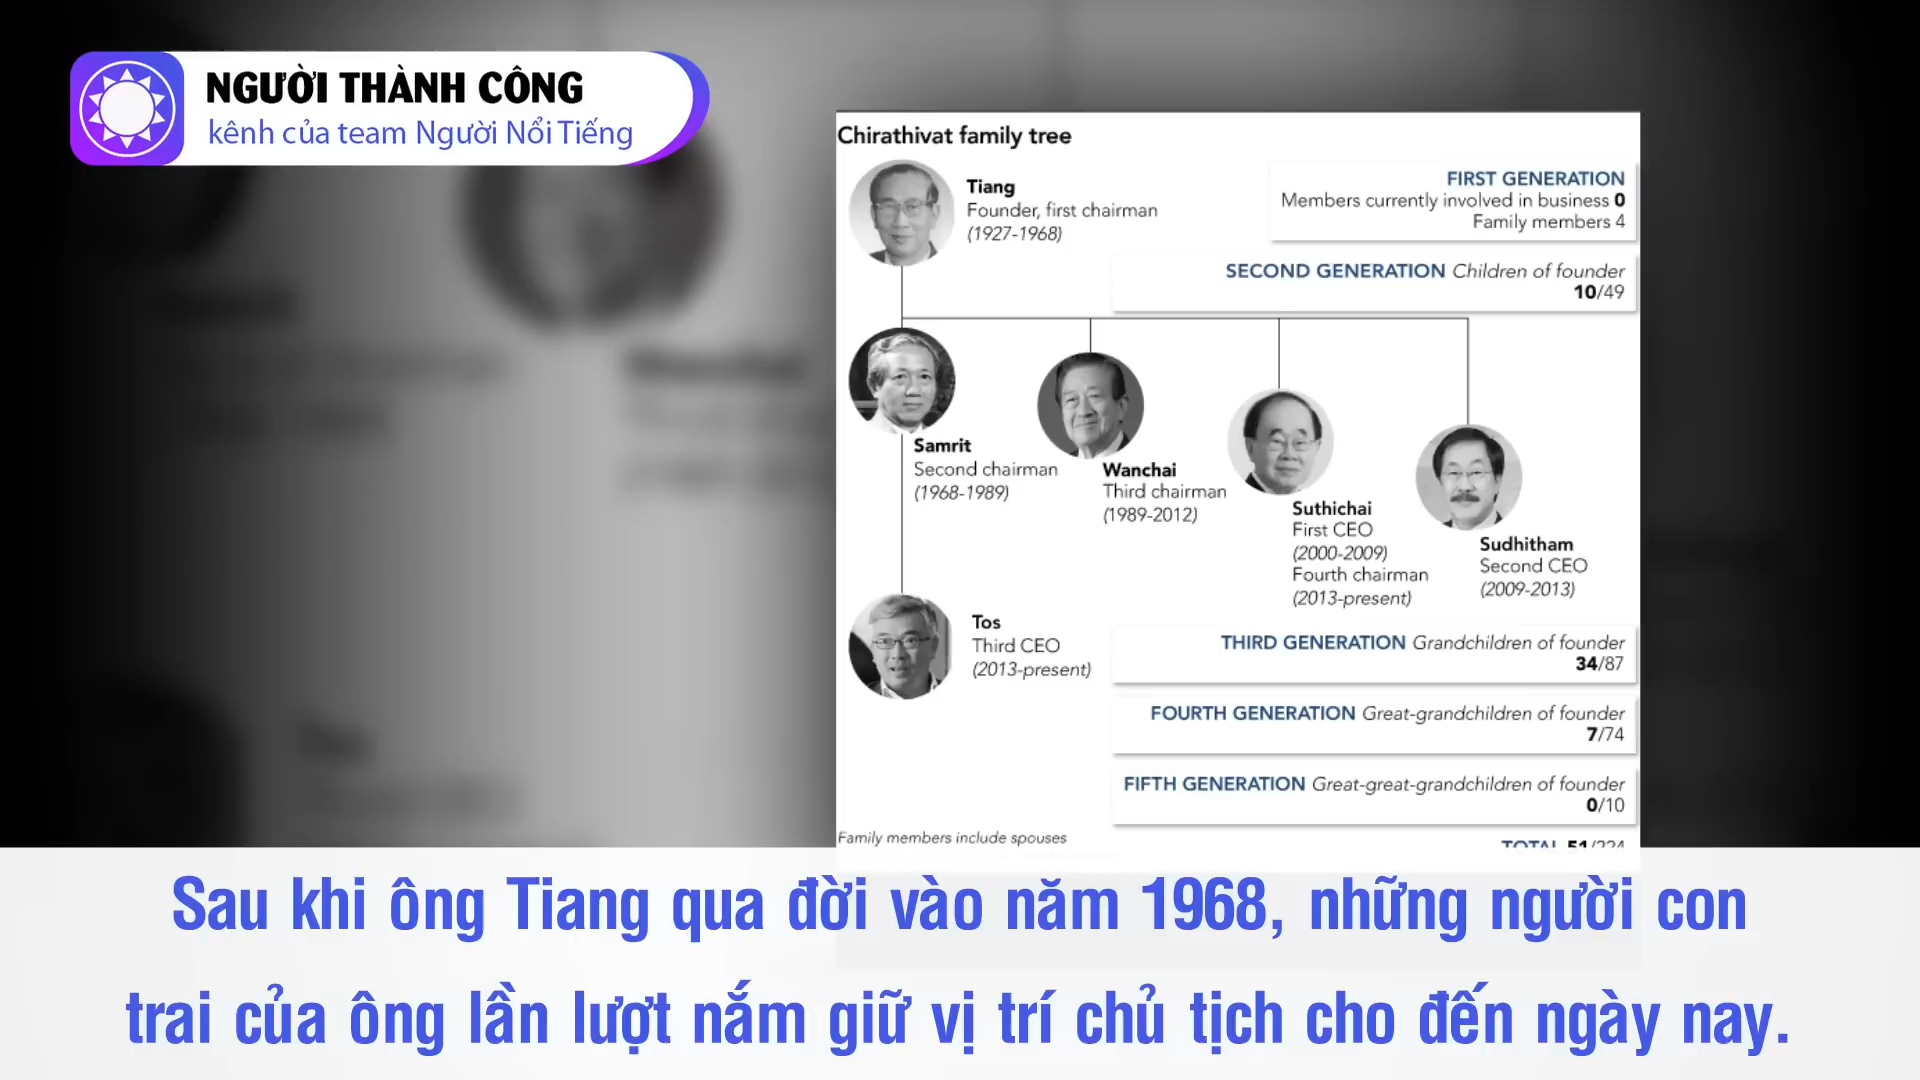 NGƯỜI THÀNH CÔNG
kênh của team Người Nổi Tiếng
Chirathivat family tree
Tiang
Founder, first chairman
(1927-1968)
FIRST GENERATION
Members currently involved in business 0
Family members 4
SECOND GENERATION Children of founder
10/49
Samrit
Second chairman
(1968-1989)
Wanchai
Third chairman
(1989-2012)
Suthichai
First CEO
(2000-2009)
Fourth chairman
(2013-present)
Sudhitham
Second CEO
(2009-2013)
Tos
Third CEO
(2013-present)
THIRD GENERATION Grandchildren of founder
34/87
FOURTH GENERATION Great-grandchildren of founder
7/74
FIFTH GENERATION Great-great-grandchildren of founder
0/10
Family members include spouses
TOTAL 51/224
Sau khi ông Tiang qua đời vào năm 1968, những người con
trai của ông lần lượt nắm giữ vị trí chủ tịch cho đến ngày nay.